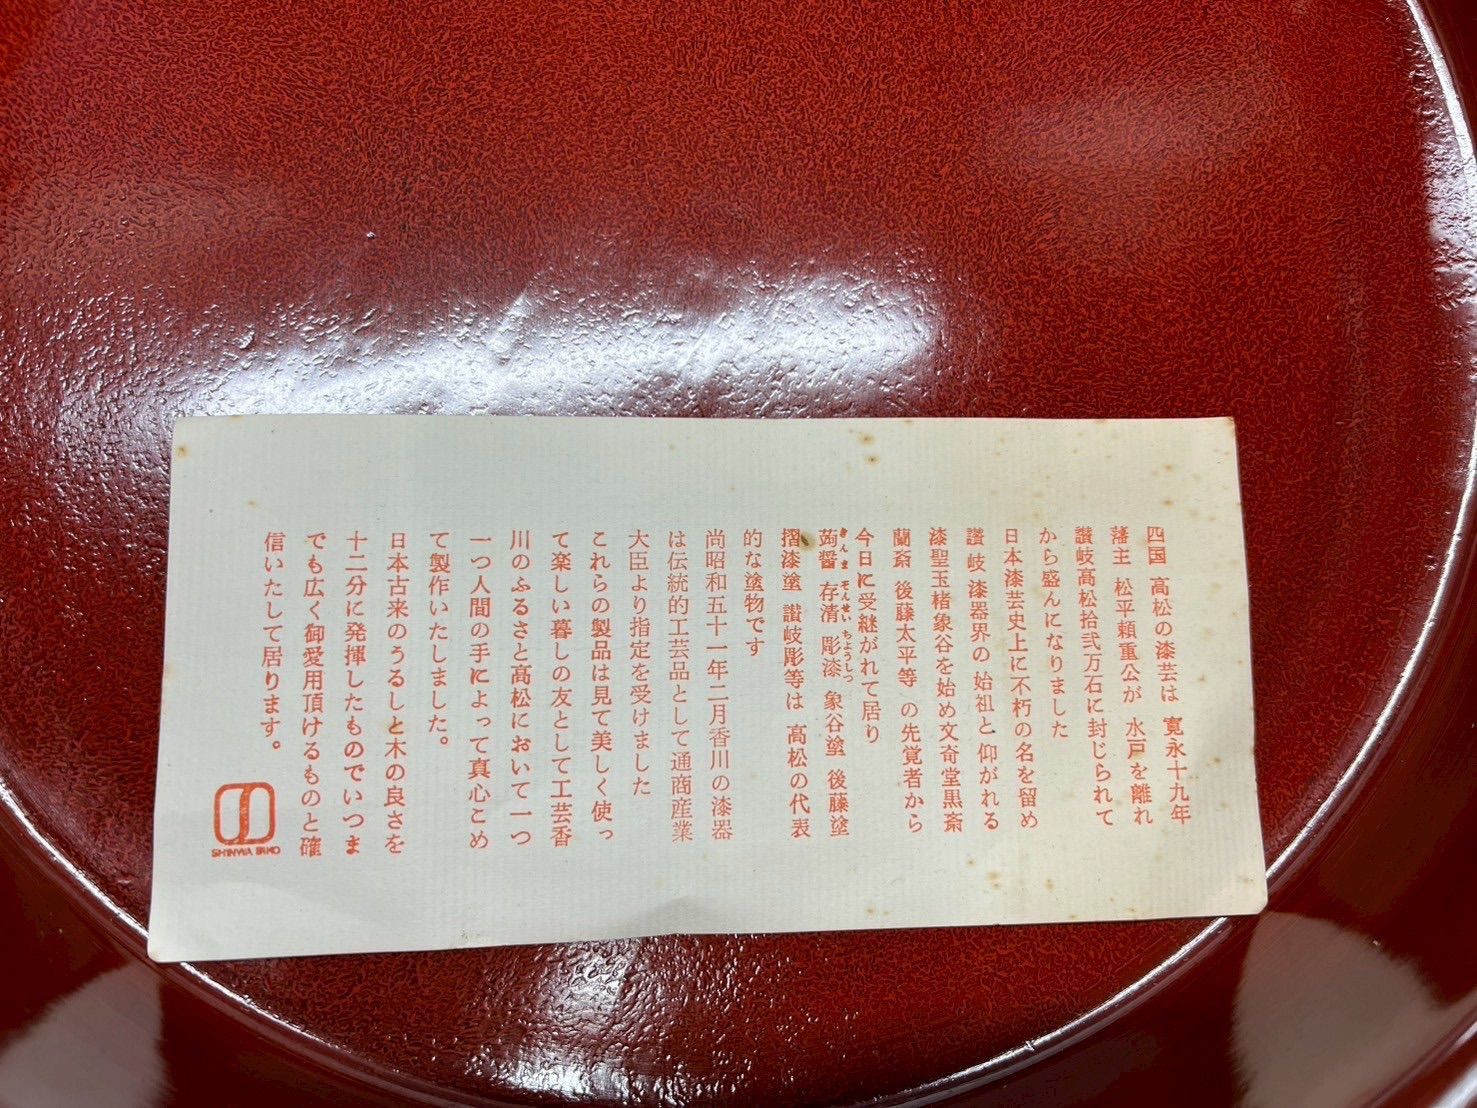 四国 高松の漆芸は 寛永十九年
藩主 松平頼重公が 水戸を離れ
讃岐高松拾弐万石に封じられて
から盛んになりました
日本漆芸史上に不朽の名を留め
讃岐漆器界の 始祖と仰がれる
漆聖玉楮象谷を始め文奇堂黒斎
蘭斎 後藤太平等 の先覚者から
今日に受継がれて居り
きんま ぞんせい ちょうしつ
蒟醤 存清 彫漆 象谷塗 後藤塗
摺漆塗 讃岐彫等は 高松の代表
的な塗物です
尚昭和五十一年二月香川の漆器
は伝統的工芸品として通商産業
大臣より指定を受けました
これらの製品は見て美しく使っ
て楽しい暮しの友として工芸香
川のふるさと高松において一つ
一つ人間の手によって真心こめ
て製作いたしました。
日本古来のうるしと木の良さを
十二分に発揮したものでいつま
でも広く御愛用頂けるものと確
信いたして居ります。